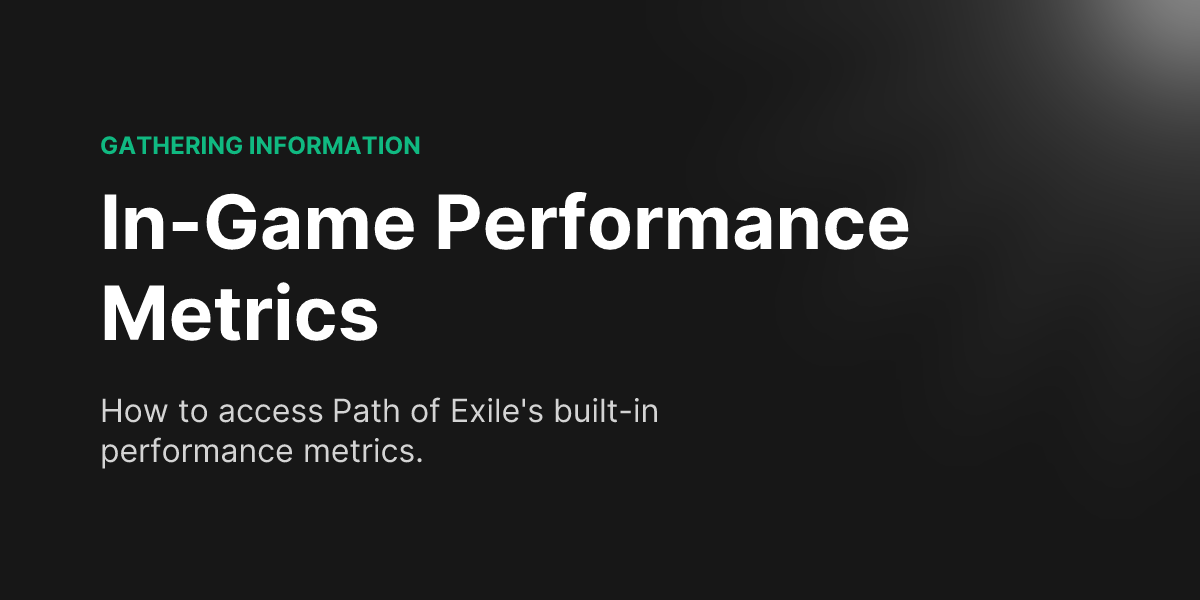 GATHERING INFORMATION
In-Game Performance
Metrics
How to access Path of Exile's built-in
performance metrics.